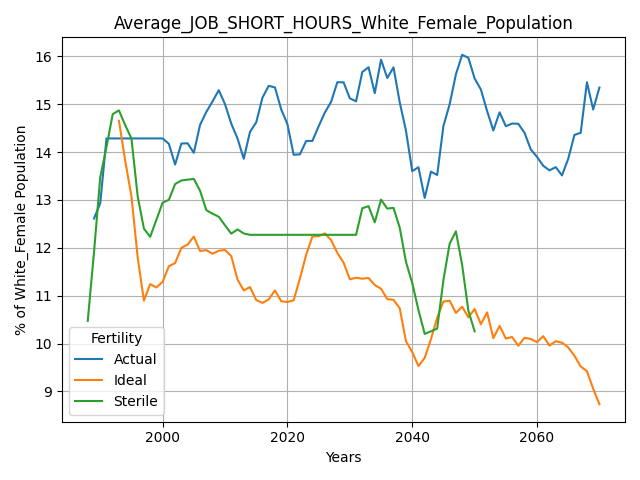 Average_JOB_SHORT_HOURS_White_Female_Population
% of White_Female Population
16
15
14
13
12
11
10
9
Fertility
Actual
Ideal
Sterile
2000
2020
2040
2060
Years